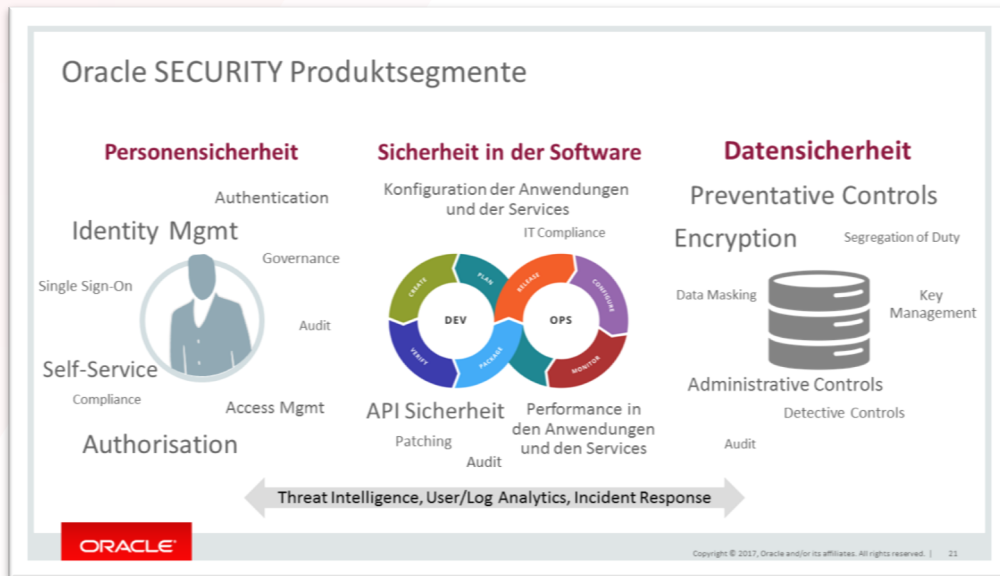 Oracle SECURITY Produktsegmente
Personensicherheit
Authentication
Identity Mgmt
Governance
Single Sign-On
Audit
Self-Service
Compliance
Access Mgmt
Authorisation
Sicherheit in der Software
Konfiguration der Anwendungen
und der Services
IT Compliance
CREATE
PLAN
RELEASE
CONFIGURE
DEV
OPS
VERIFY
PACKAGE
MONITOR
API Sicherheit
Performance in
den Anwendungen
und den Services
Patching
Audit
Datensicherheit
Preventative Controls
Encryption
Segregation of Duty
Data Masking
Key
Management
Administrative Controls
Detective Controls
Audit
Threat Intelligence, User/Log Analytics, Incident Response
ORACLE®
Copyright © 2017, Oracle and/or its affiliates. All rights reserved. | 21